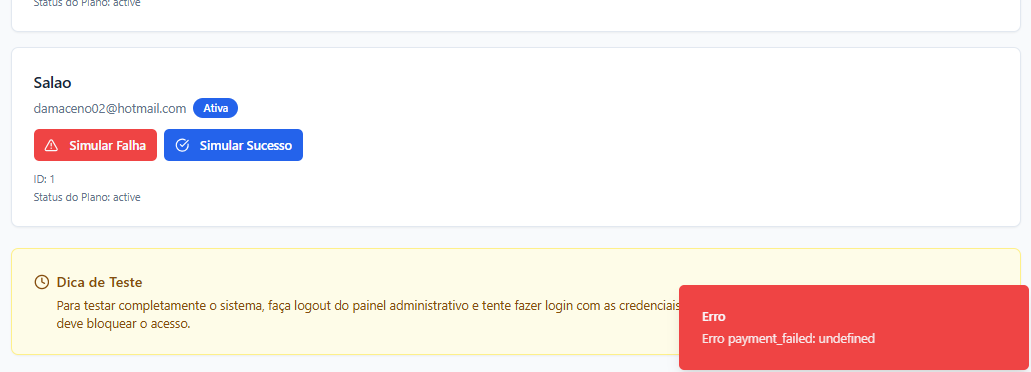 Status do Plano: active
Salao
damaceno02@hotmail.com Ativa
Simular Falha Simular Sucesso
ID: 1
Status do Plano: active
Dica de Teste
Para testar completamente o sistema, faça logout do painel administrativo e tente fazer login com as credenciais
deve bloquear o acesso.
Erro
Erro payment_failed: undefined